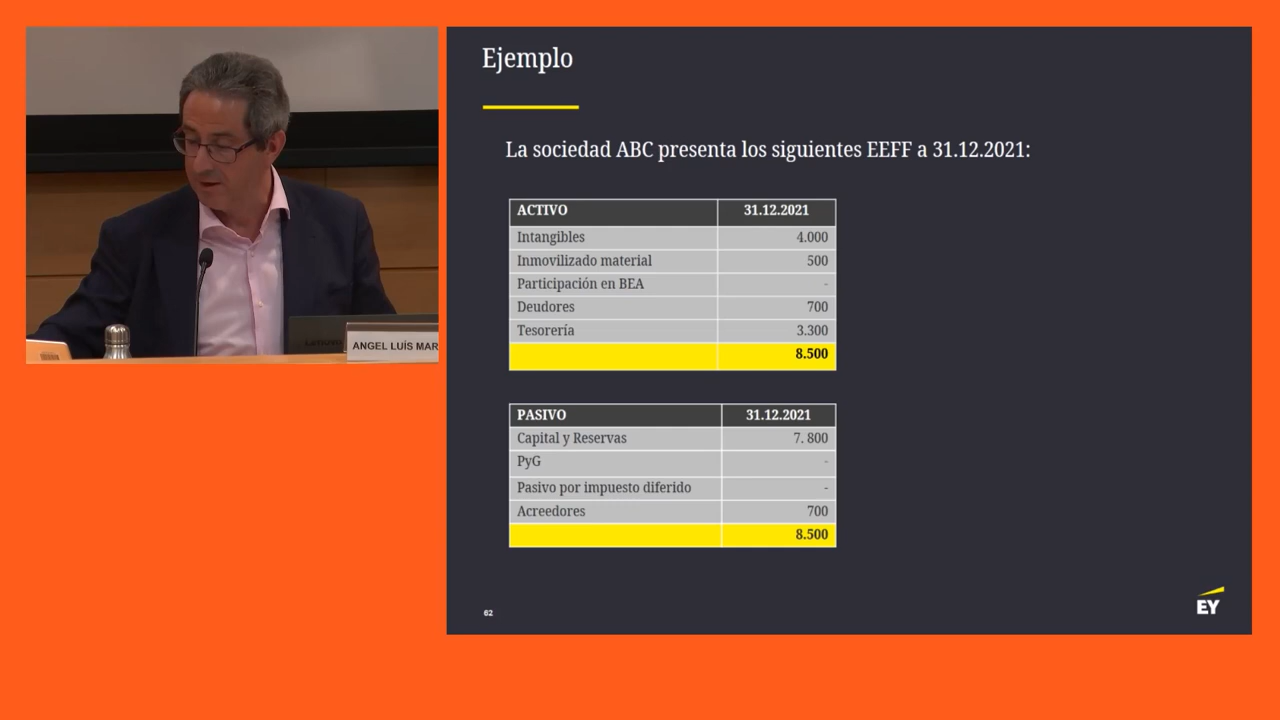 Ejemplo
La sociedad ABC presenta los siguientes EEFF a 31.12.2021:
ACTIVO 31.12.2021
Intangibles 4.000
Inmovilizado material 500
Participación en BEA -
Deudores 700
Tesorería 3.300
8.500
PASIVO 31.12.2021
Capital y Reservas 7. 800
PyG -
Pasivo por impuesto diferido -
Acreedores 700
8.500
62
EY
ANGEL LUÍS MAR